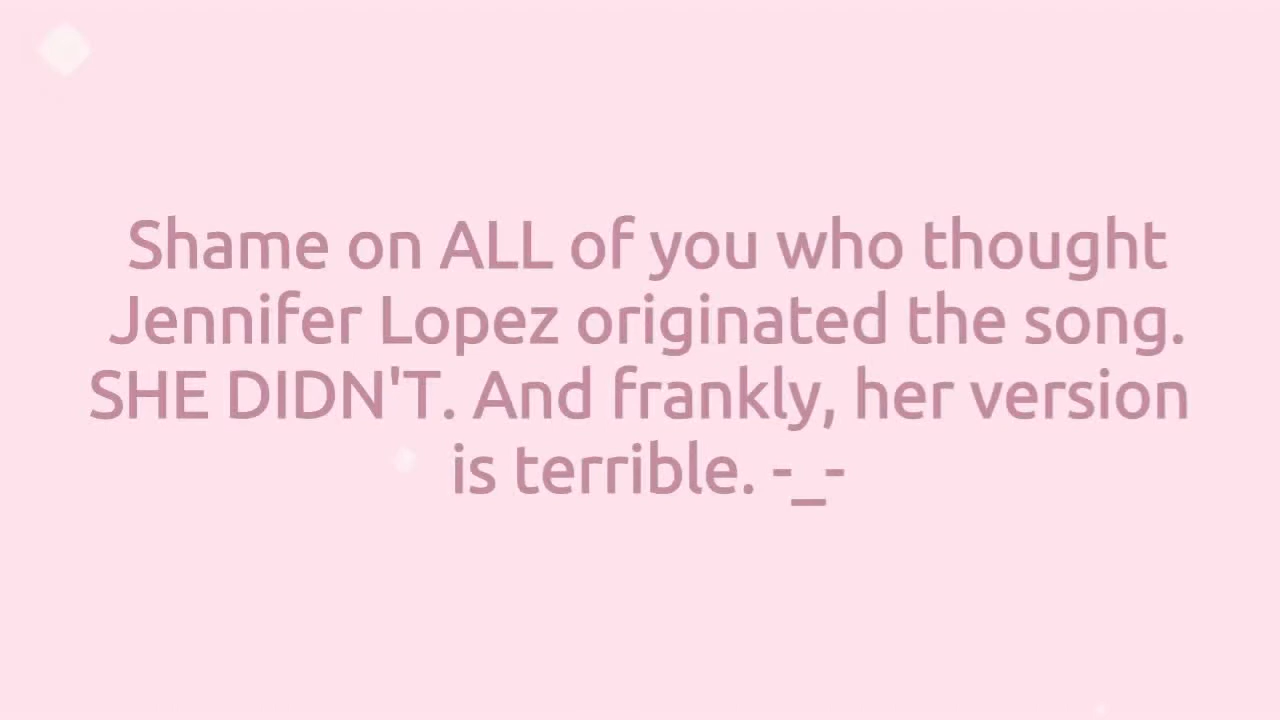 Shame on ALL of you who thought
Jennifer Lopez originated the song.
SHE DIDN'T. And frankly, her version
is terrible. -_-